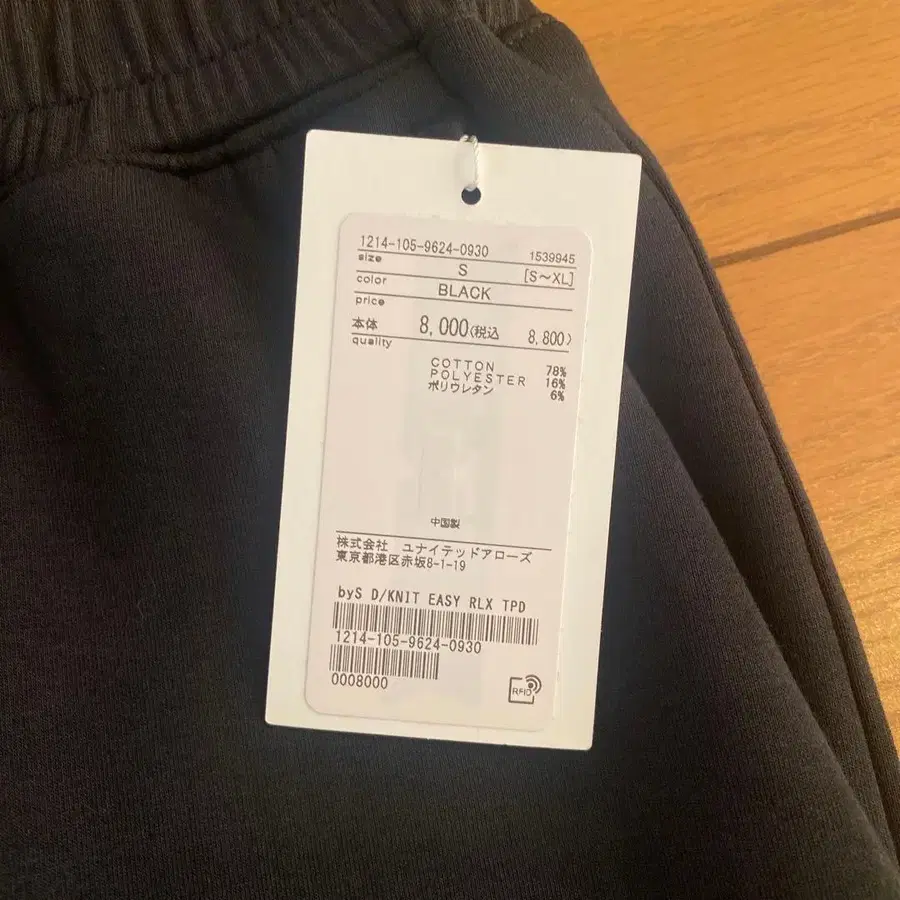 1214-105-9624-0930 1539945
size S [S〜XL]
color BLACK
price
本体 8,000(税込 8,800)
quality
COTTON 78%
POLYESTER 16%
ポリウレタン 6%
中国製
株式会社 ユナイテッドアローズ
東京都港区赤坂8-1-19
byS D/KNIT EASY RLX TPD
1214-105-9624-0930
0008000
RFID